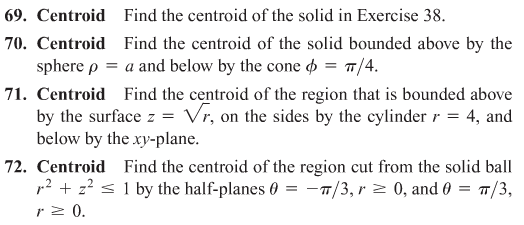 69. Centroid Find the centroid of the solid in Exercise 38.
70. Centroid Find the centroid of the solid bounded above by the
sphere ρ = a and below by the cone ϕ = π/4.
71. Centroid Find the centroid of the region that is bounded above
by the surface z = √r, on the sides by the cylinder r = 4, and
below by the xy-plane.
72. Centroid Find the centroid of the region cut from the solid ball
r² + z² ≤ 1 by the half-planes θ = −π/3, r ≥ 0, and θ = π/3,
r ≥ 0.